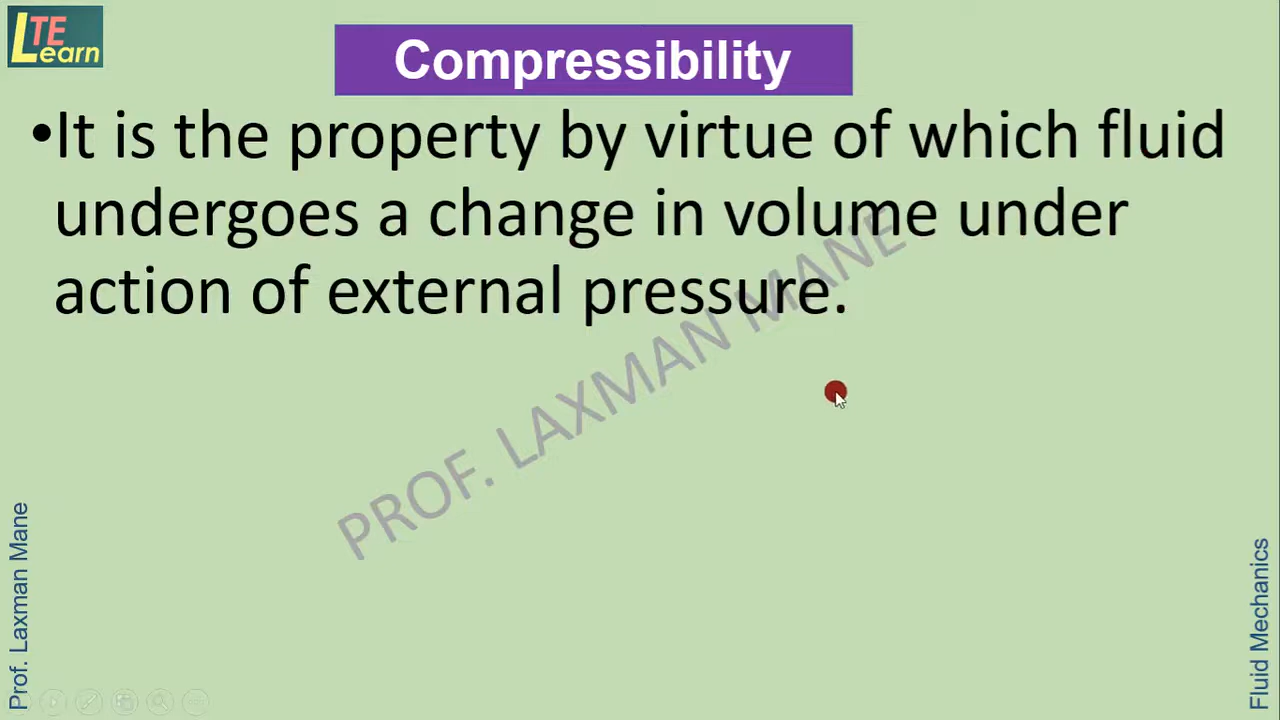 LTE
Learn
Compressibility
•It is the property by virtue of which fluid
undergoes a change in volume under
action of external pressure.
PROF. LAXMAN MANE
Prof. Laxman Mane
Fluid Mechanics